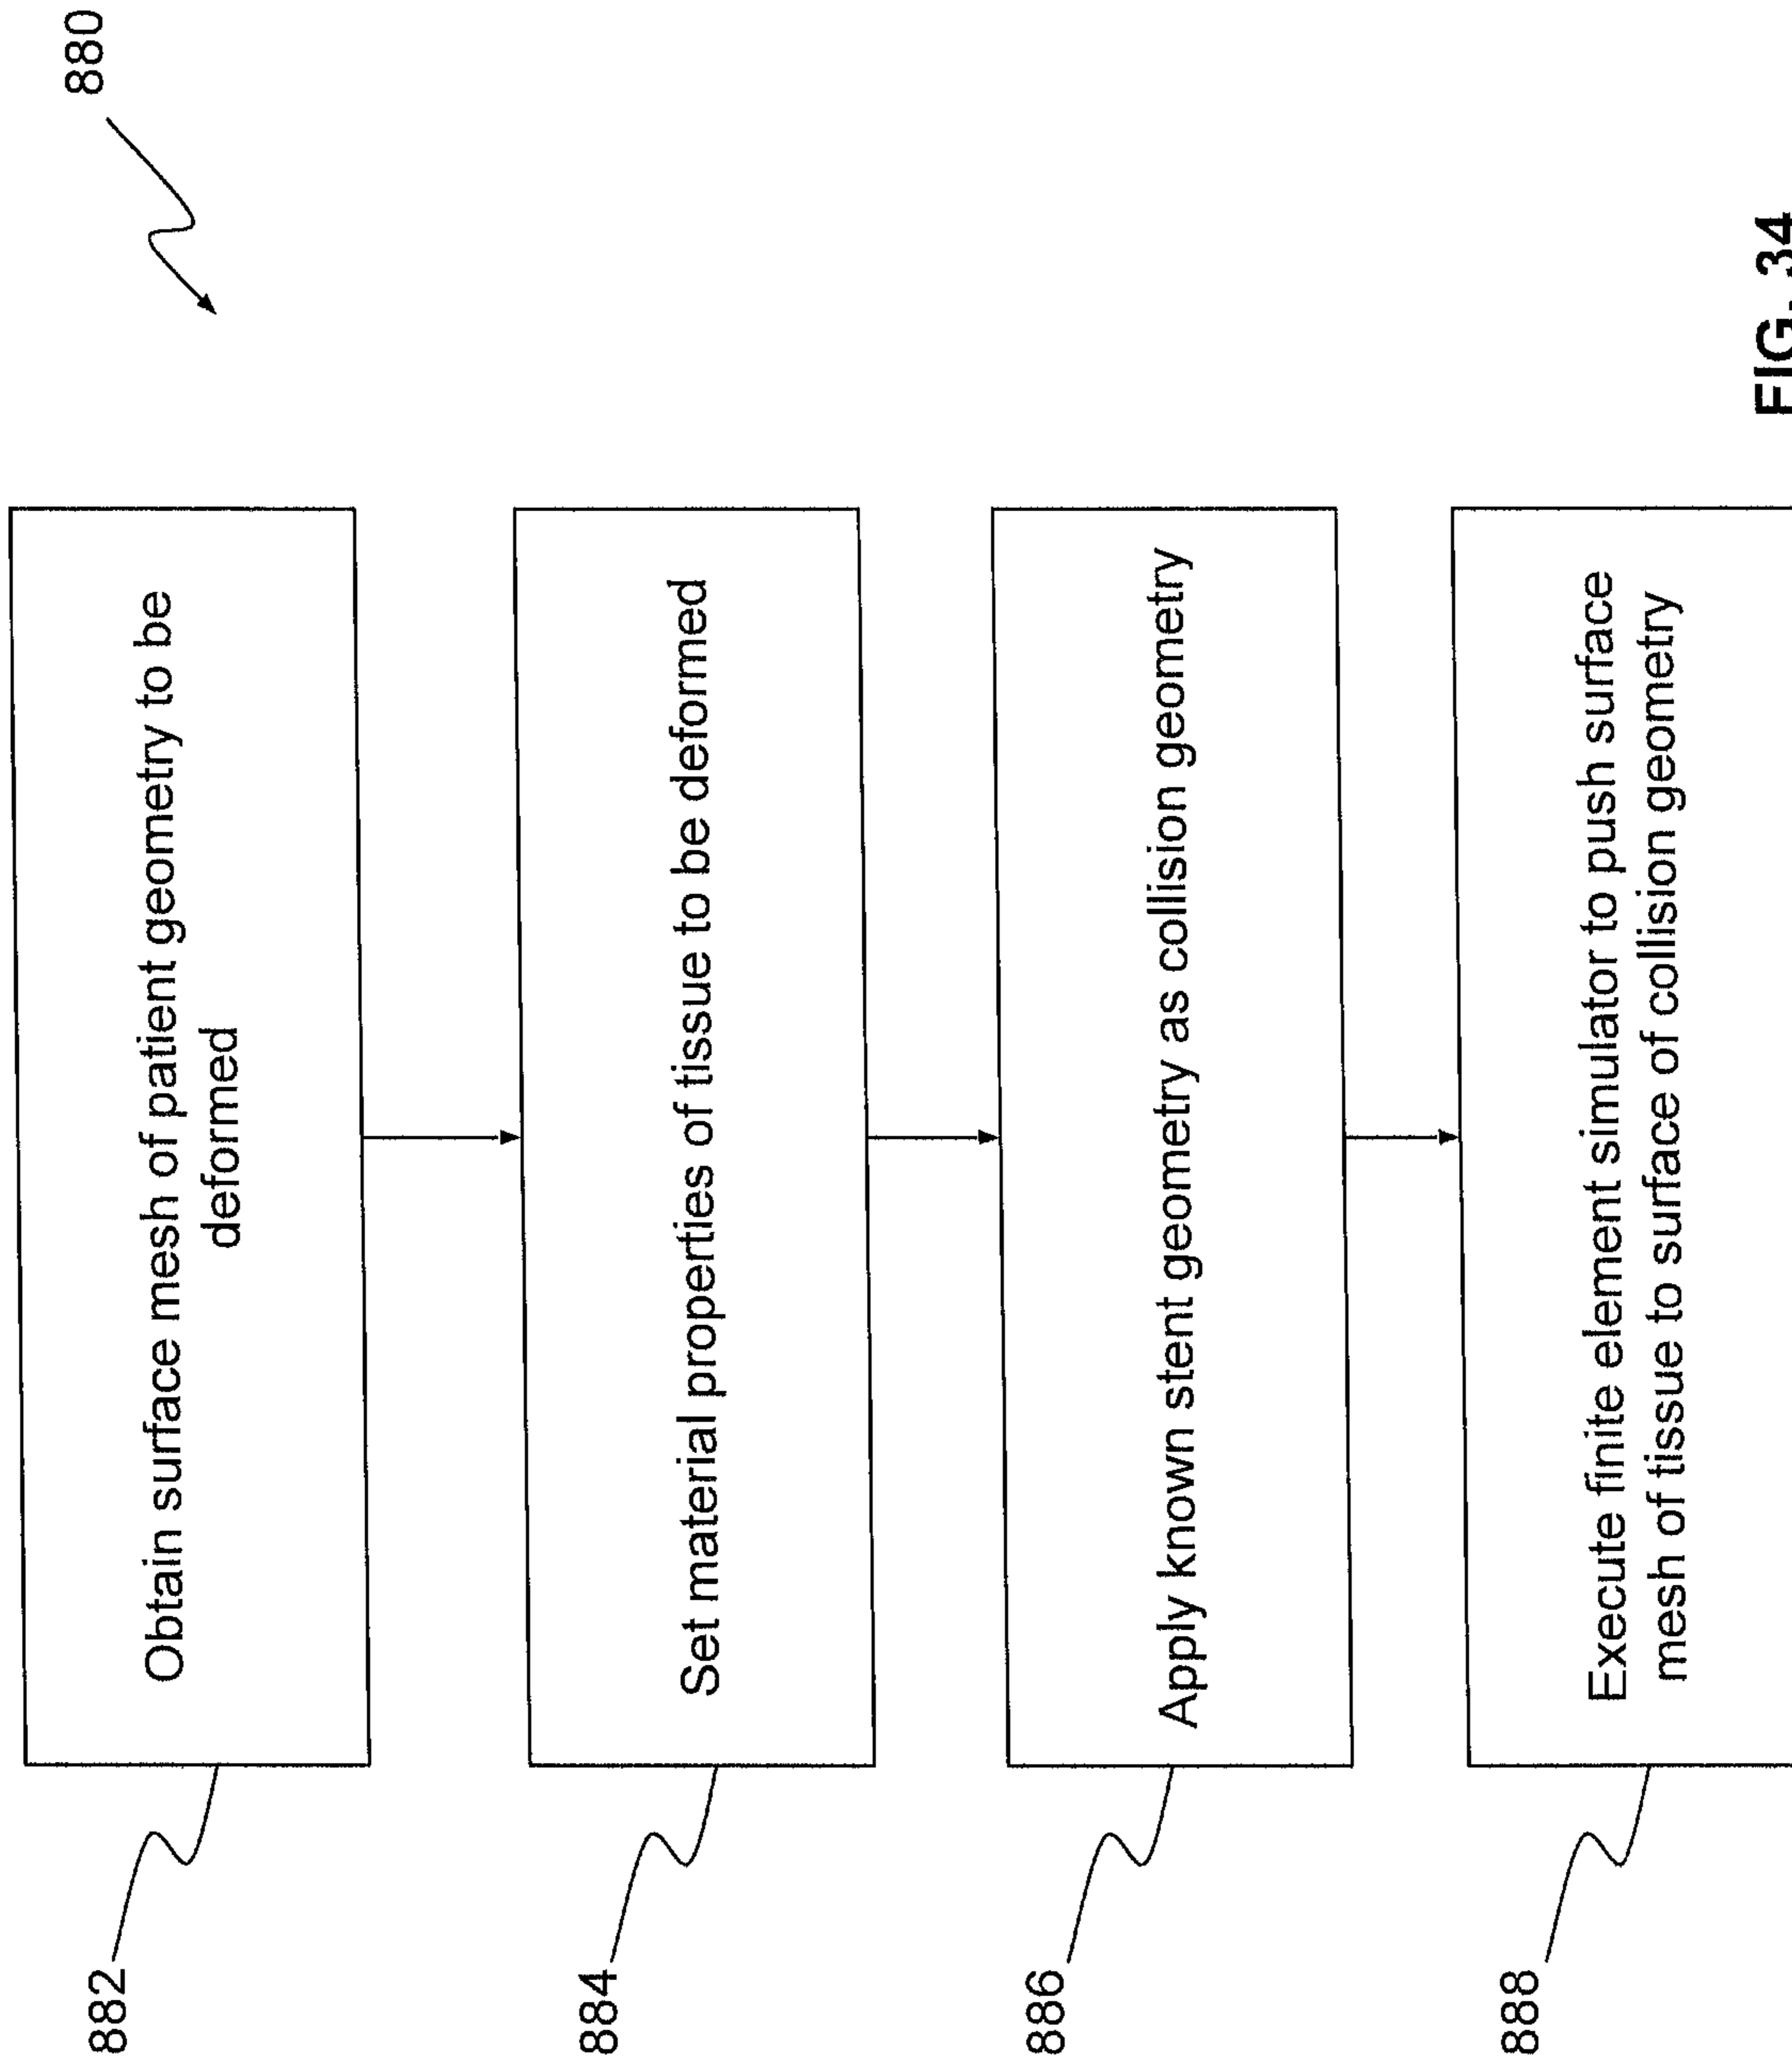 880
882
Obtain surface mesh of patient geometry to be
deformed
884
Set material properties of tissue to be deformed
886
Apply known stent geometry as collision geometry
888
Execute finite element simulator to push surface
mesh of tissue to surface of collision geometry
FIG. 34